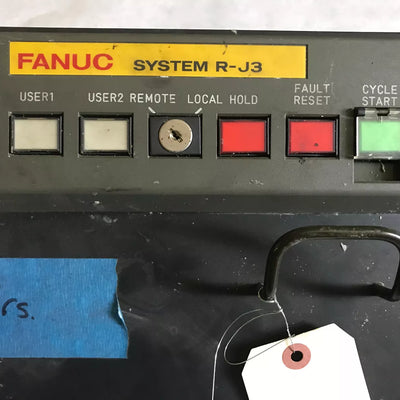 FANUC SYSTEM R-J3
USER1 USER2 REMOTE LOCAL HOLD FAULT RESET CYCLE START
rs.